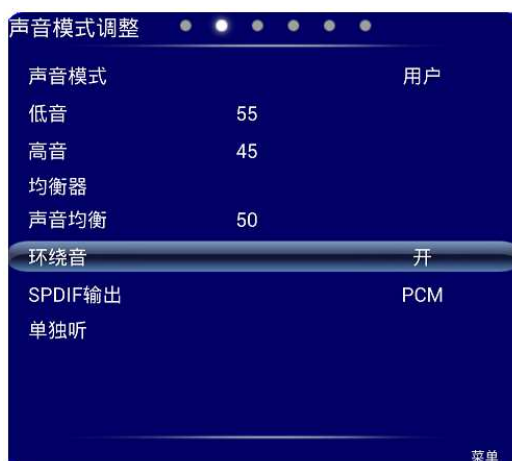 声音模式调整
声音模式 用户
低音 55
高音 45
均衡器
声音均衡 50
环绕音 开
SPDIF输出 PCM
单独听
菜单